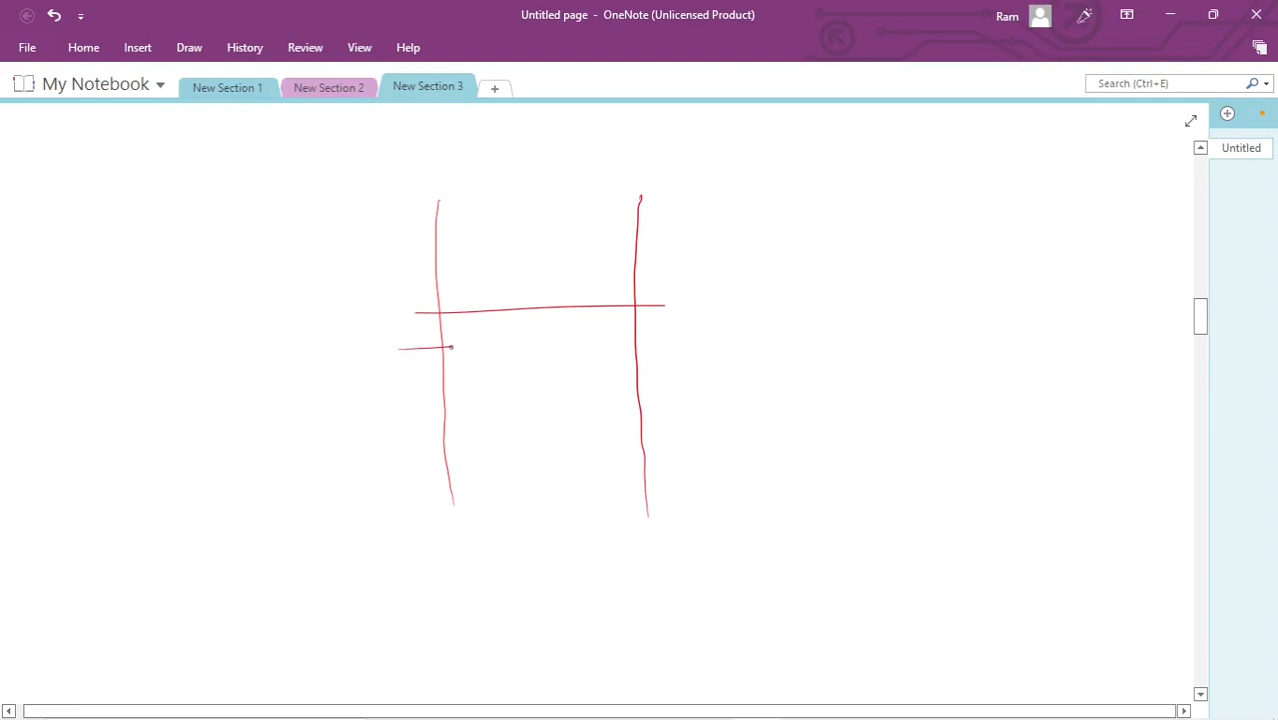 Untitled page - OneNote (Unlicensed Product)
Ram
File Home Insert Draw History Review View Help
My Notebook New Section 1 New Section 2 New Section 3 +
Search (Ctrl+E)
Untitled